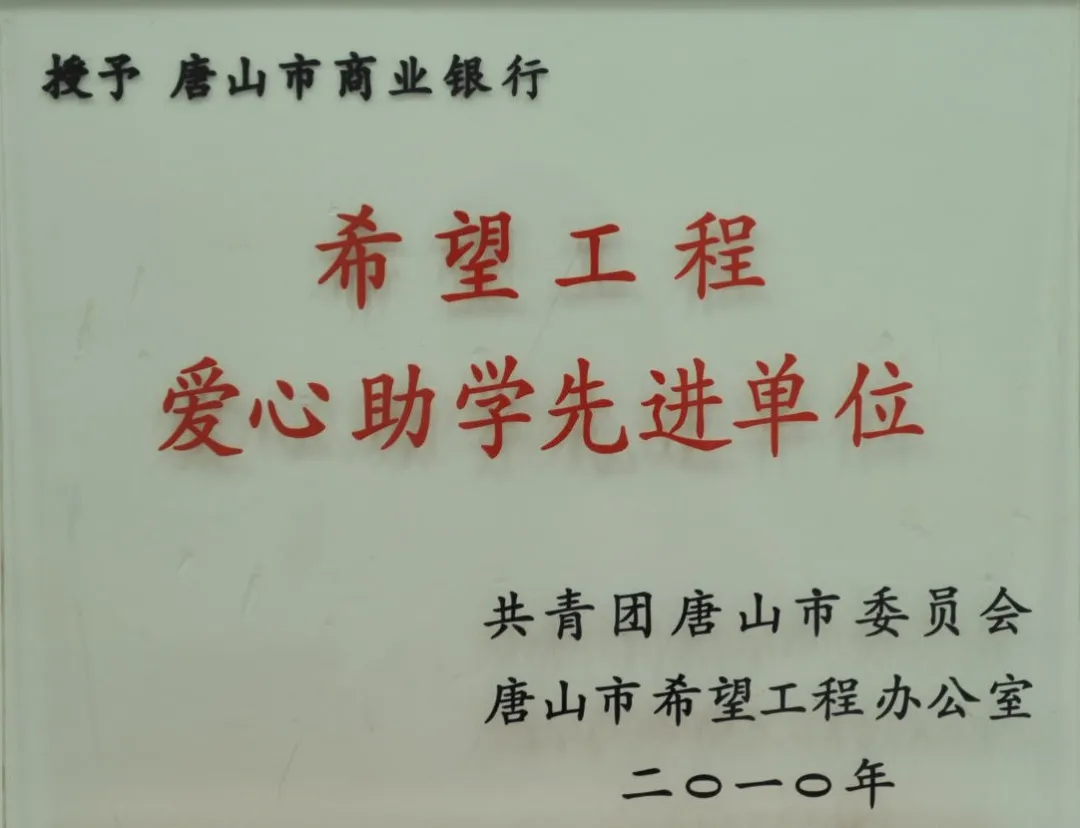 授予 唐山市商业银行
希望工程
爱心助学先进单位
共青团唐山市委员会
唐山市希望工程办公室
二〇一〇年